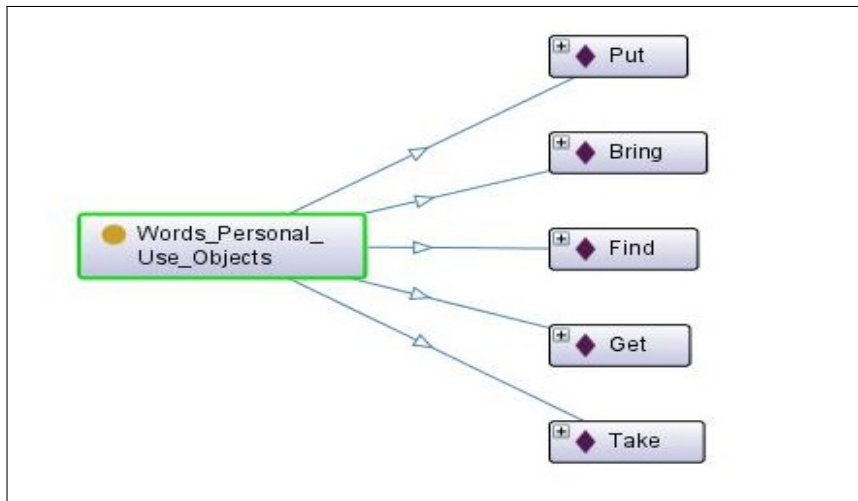 Put
Bring
Words_Personal_
Use_Objects
Find
Get
Take